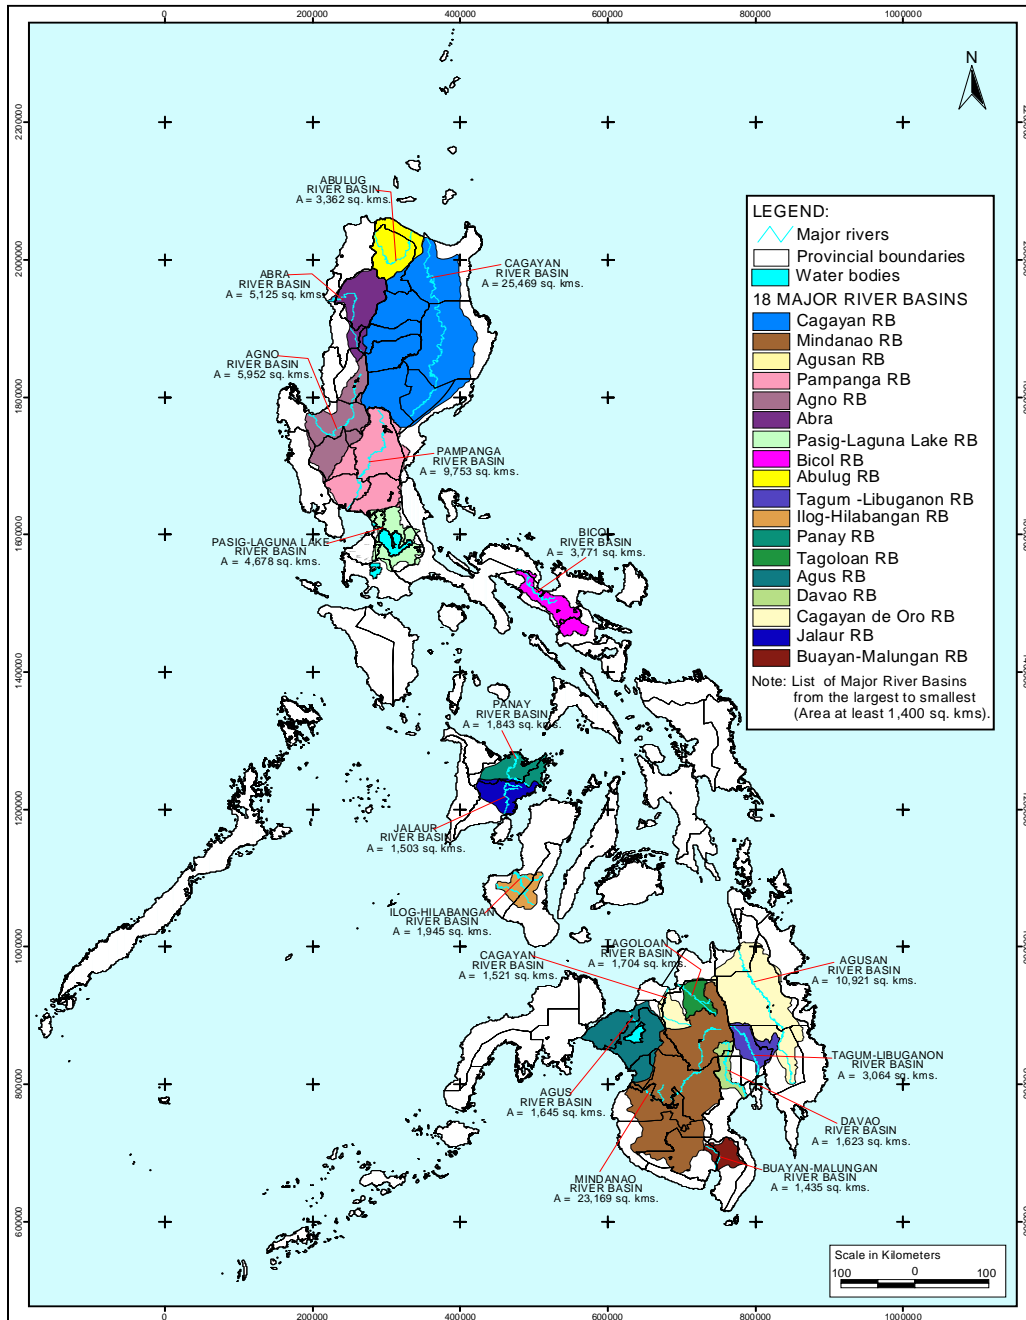 0
200000
400000
600000
800000
1000000
N
2200000
2000000
1800000
1600000
1400000
1200000
1000000
800000
600000
ABULUG
RIVER BASIN
A = 3,362 sq. kms.
ABRA
RIVER BASIN
A = 5,125 sq. kms.
CAGAYAN
RIVER BASIN
A = 25,469 sq. kms.
AGNO
RIVER BASIN
A = 5,952 sq. kms.
PAMPANGA
RIVER BASIN
A = 9,753 sq. kms.
PASIG-LAGUNA LAKE
RIVER BASIN
A = 4,678 sq. kms.
BICOL
RIVER BASIN
A = 3,771 sq. kms.
PANAY
RIVER BASIN
A = 1,843 sq. kms.
JALAUR
RIVER BASIN
A = 1,503 sq. kms.
ILOG-HILABANGAN
RIVER BASIN
A = 1,945 sq. kms.
CAGAYAN
RIVER BASIN
A = 1,521 sq. kms.
TAGOLOAN
RIVER BASIN
A = 1,704 sq. kms.
AGUSAN
RIVER BASIN
A = 10,921 sq. kms.
TAGUM-LIBUGANON
RIVER BASIN
A = 3,064 sq. kms.
AGUS
RIVER BASIN
A = 1,645 sq. kms.
DAVAO
RIVER BASIN
A = 1,623 sq. kms.
BUAYAN-MALUNGAN
RIVER BASIN
A = 1,435 sq. kms.
MINDANAO
RIVER BASIN
A = 23,169 sq. kms.
LEGEND:
Major rivers
Provincial boundaries
Water bodies
18 MAJOR RIVER BASINS
Cagayan RB
Mindanao RB
Agusan RB
Pampanga RB
Agno RB
Abra
Pasig-Laguna Lake RB
Bicol RB
Abulug RB
Tagum -Libuganon RB
Ilog-Hilabangan RB
Panay RB
Tagoloan RB
Agus RB
Davao RB
Cagayan de Oro RB
Jalaur RB
Buayan-Malungan RB
Note: List of Major River Basins
from the largest to smallest
(Area at least 1,400 sq. kms).
Scale in Kilometers
100 0 100
0
200000
400000
600000
800000
1000000